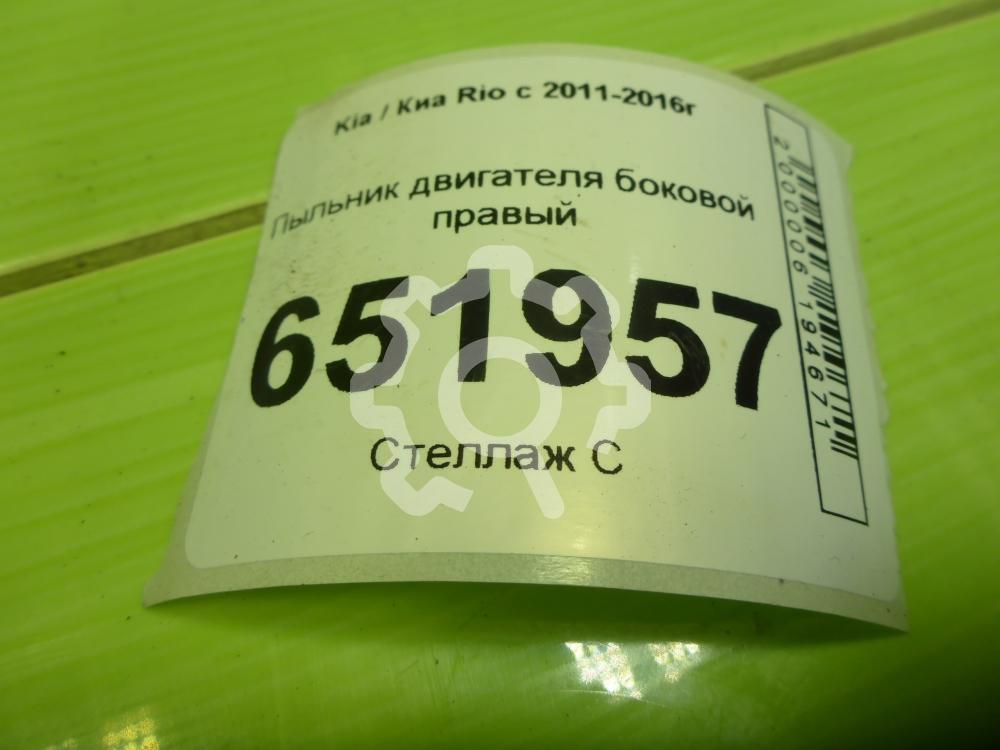 Kia / Киа Rio с 2011-2016г
Пыльник двигателя боковой
правый
651957
Стеллаж С
2000006194671